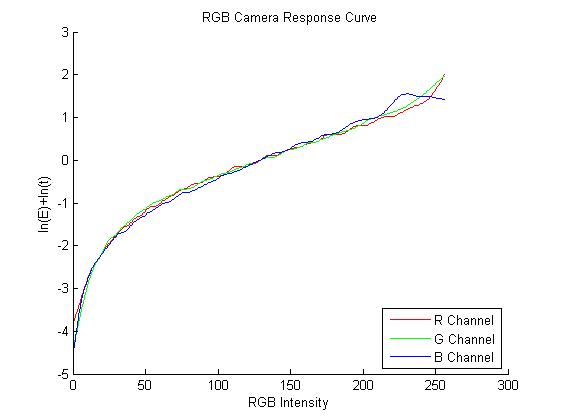 RGB Camera Response Curve
3
2
1
0
-1
-2
-3
-4
-5
ln(E)+ln(t)
0 50 100 150 200 250 300
RGB Intensity
R Channel
G Channel
B Channel